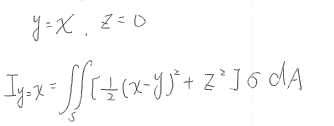 y=x, z=0
I_{y=x} = ∬_S [½(x-y)² + z²] σ dA